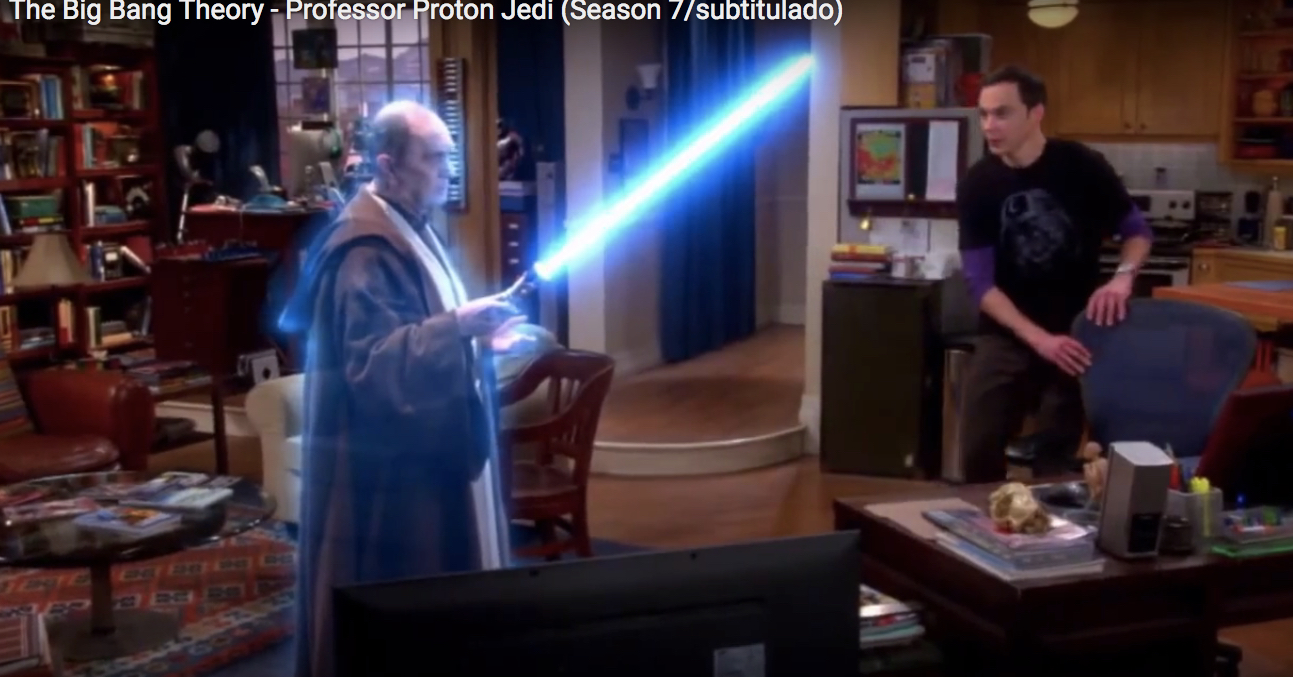 The Big Bang Theory - Professor Proton Jedi (Season 7/subtitulado)